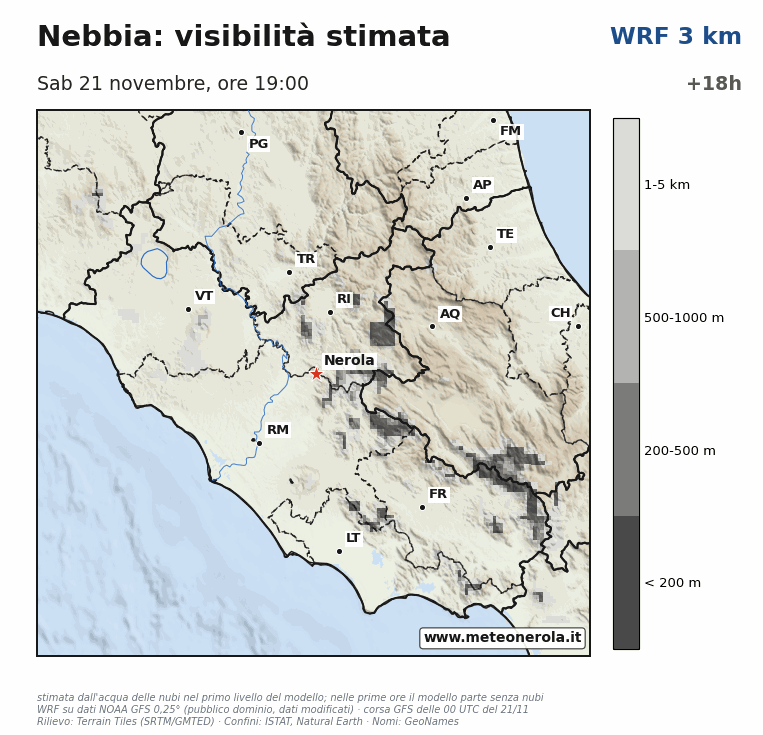 Nebbia: visibilità stimata
WRF 3 km
Sab 21 novembre, ore 19:00
+18h
FM
PG
AP
TE
TR
VT
RI
AQ
CH
Nerola
RM
FR
LT
www.meteonerola.it
1-5 km
500-1000 m
200-500 m
< 200 m
stimata dall'acqua delle nubi nel primo livello del modello; nelle prime ore il modello parte senza nubi
WRF su dati NOAA GFS 0,25° (pubblico dominio, dati modificati) · corsa GFS delle 00 UTC del 21/11
Rilievo: Terrain Tiles (SRTM/GMTED) · Confini: ISTAT, Natural Earth · Nomi: GeoNames